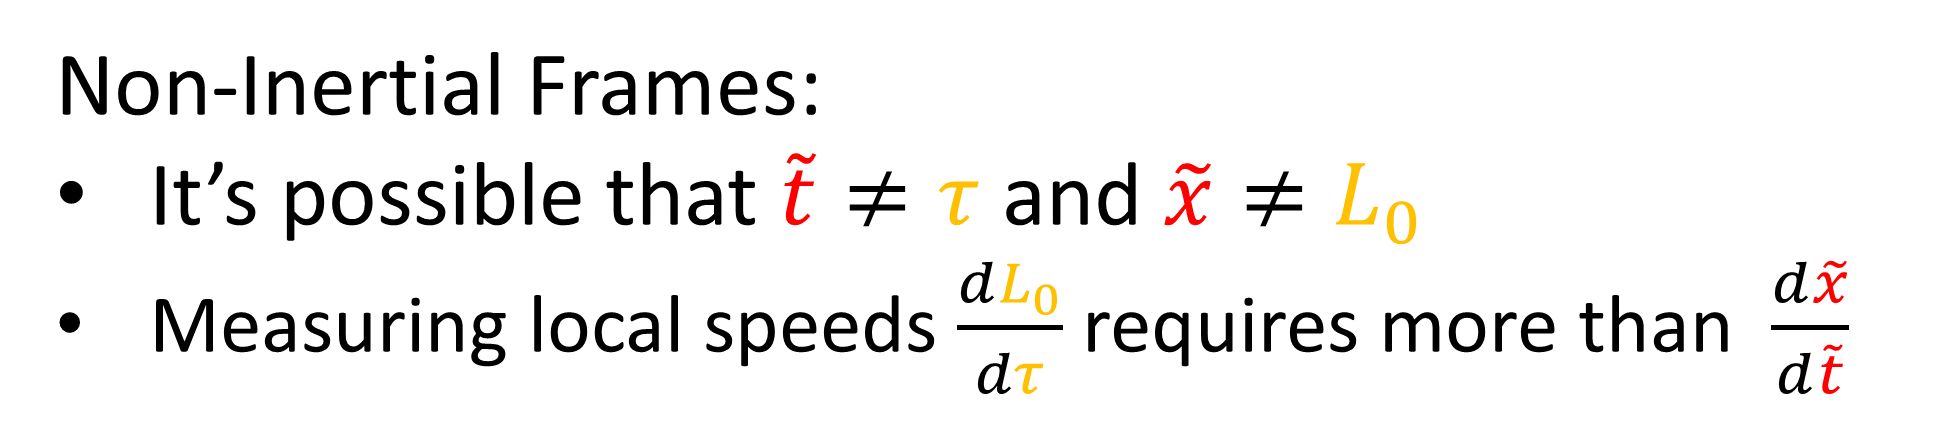 Non-Inertial Frames:
• It’s possible that t̃ ≠ τ and x̃ ≠ L₀
• Measuring local speeds dL₀/dτ requires more than dx̃/dt̃